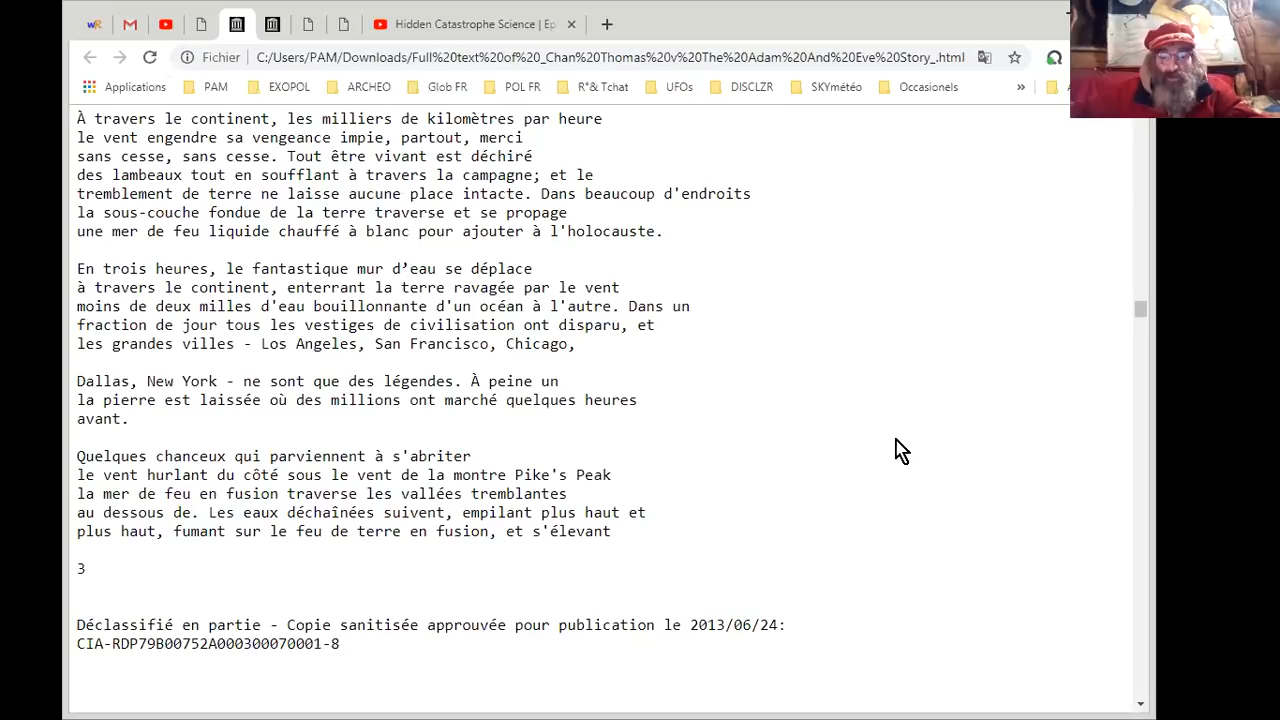 Hidden Catastrophe Science | Ep
Fichier
C:/Users/PAM/Downloads/Full%20text%20of%20_Chan%20Thomas%20v%20The%20Adam%20And%20Eve%20Story_.html
Applications PAM EXOPOL ARCHEO Glob FR POL FR R°& Tchat UFOs DISCLZR SKYmétéo Occasionels »
À travers le continent, les milliers de kilomètres par heure
le vent engendre sa vengeance impie, partout, merci
sans cesse, sans cesse. Tout être vivant est déchiré
des lambeaux tout en soufflant à travers la campagne; et le
tremblement de terre ne laisse aucune place intacte. Dans beaucoup d'endroits
la sous-couche fondue de la terre traverse et se propage
une mer de feu liquide chauffé à blanc pour ajouter à l'holocauste.
En trois heures, le fantastique mur d’eau se déplace
à travers le continent, enterrant la terre ravagée par le vent
moins de deux milles d'eau bouillonnante d'un océan à l'autre. Dans un
fraction de jour tous les vestiges de civilisation ont disparu, et
les grandes villes - Los Angeles, San Francisco, Chicago,
Dallas, New York - ne sont que des légendes. À peine un
la pierre est laissée où des millions ont marché quelques heures
avant.
Quelques chanceux qui parviennent à s'abriter
le vent hurlant du côté sous le vent de la montre Pike's Peak
la mer de feu en fusion traverse les vallées tremblantes
au dessous de. Les eaux déchaînées suivent, empilant plus haut et
plus haut, fumant sur le feu de terre en fusion, et s'élevant
3
Déclassifié en partie - Copie sanitisée approuvée pour publication le 2013/06/24:
CIA-RDP79B00752A000300070001-8